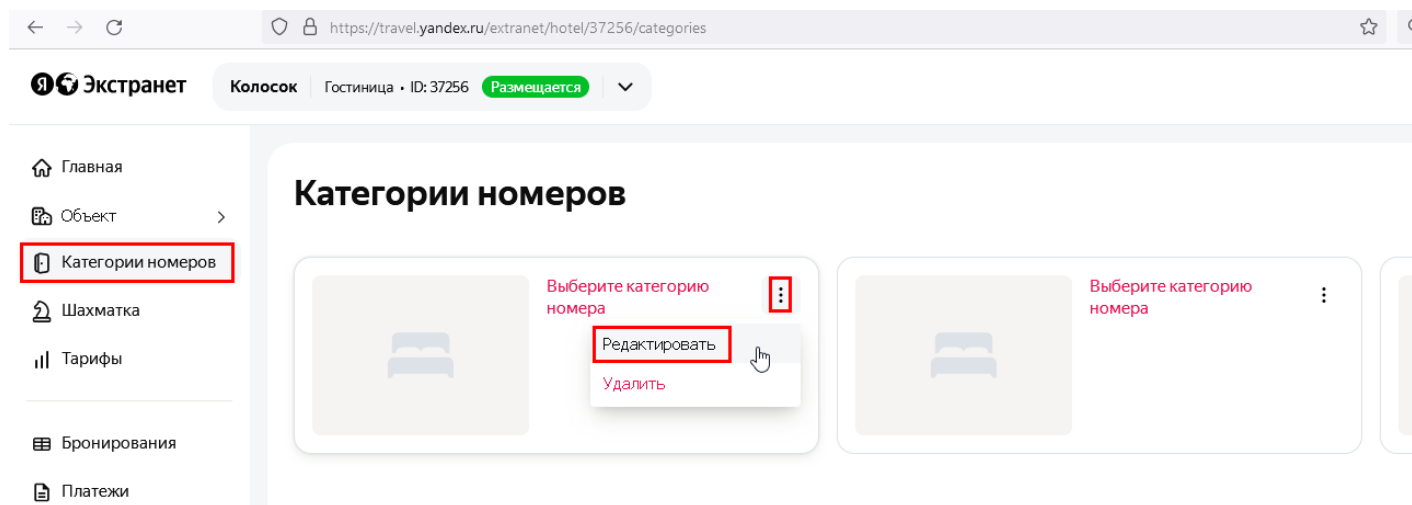 https://travel.yandex.ru/extranet/hotel/37256/categories
Я Экстранет
Колосок Гостиница • ID: 37256 Размещается
Главная
Объект
Категории номеров
Шахматка
Тарифы
Бронирования
Платежи
Категории номеров
Выберите категорию
номера
Редактировать
Удалить
Выберите категорию
номера